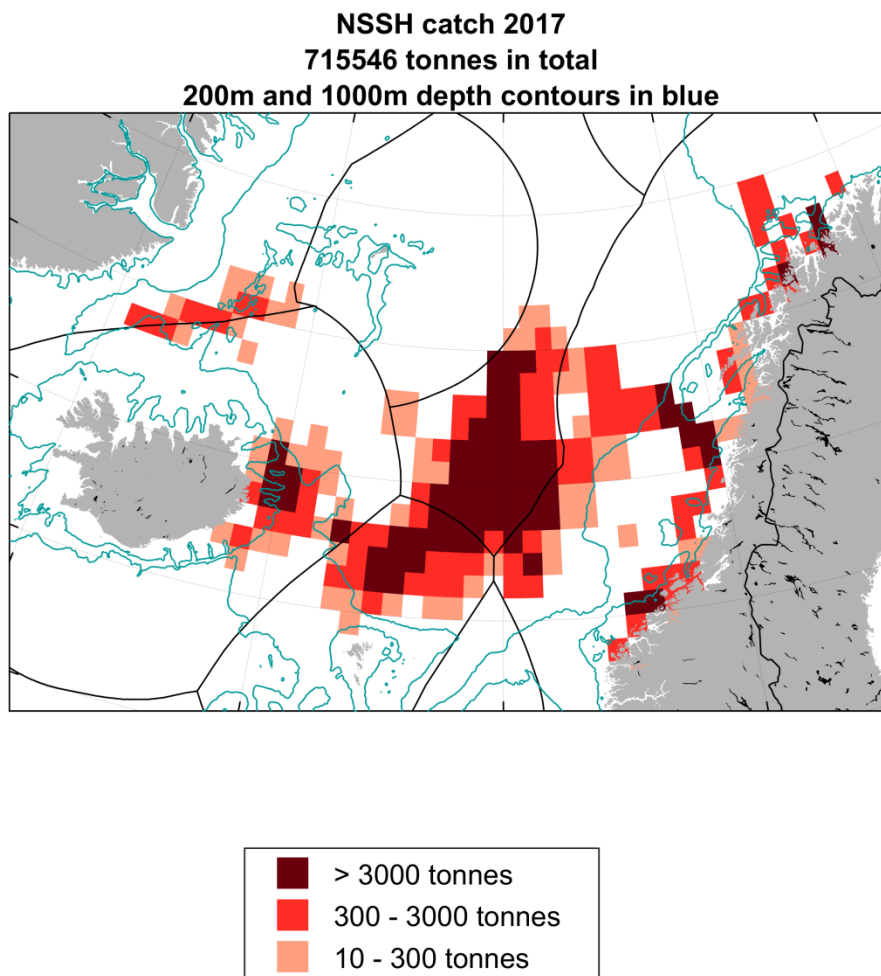 NSSH catch 2017
715546 tonnes in total
200m and 1000m depth contours in blue
> 3000 tonnes
300 - 3000 tonnes
10 - 300 tonnes